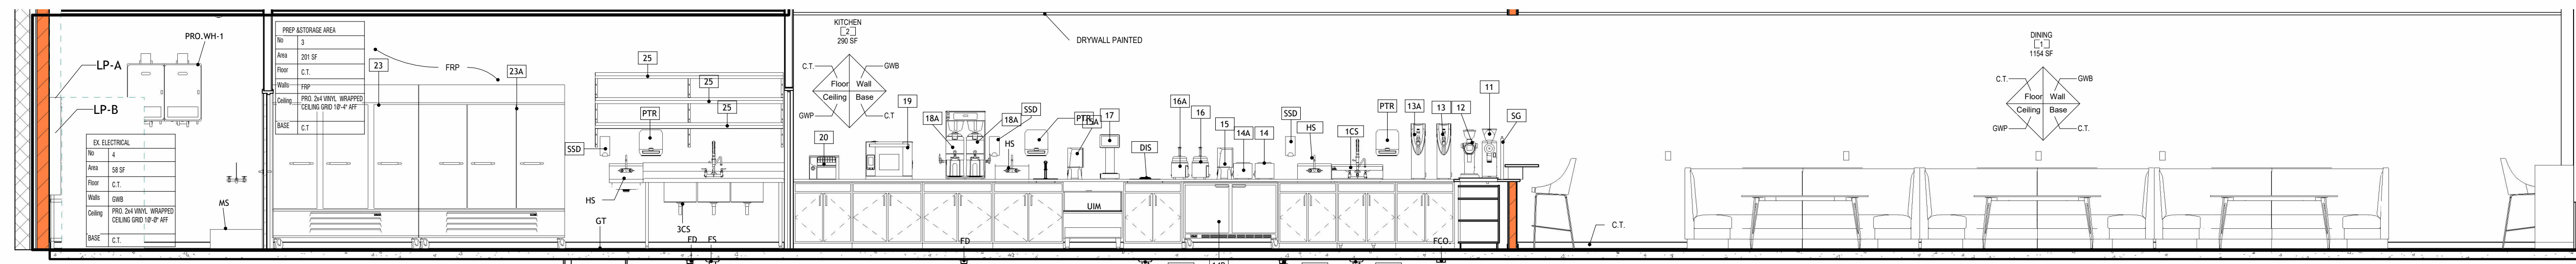 PRO.WH-1
LP-A
LP-B
EX. ELECTRICAL
No 4
Area 58 SF
Floor C.T.
Walls GWB
Ceiling PRO. 2x4 VINYL WRAPPED
CEILING GRID 10'-0" AFF
BASE C.T.
MS
PREP &STORAGE AREA
No 3
Area 201 SF
Floor C.T.
Walls FRP
Ceiling PRO. 2x4 VINYL WRAPPED
CEILING GRID 10'-4" AFF
BASE C.T
23
FRP
23A
25
25
25
PTR
SSD
HS
GT
3CS
FD
FS
KITCHEN
2
290 SF
C.T.
GWB
Floor
Wall
Ceiling
Base
GWP
C.T
DRYWALL PAINTED
20
19
18A
18A
SSD
HS
PTR
17
UIM
DIS
FD
16A
16
15
14A
14
SSD
HS
1CS
PTR
13A
13
12
11
SG
FCO.
C.T.
DINING
1
1154 SF
C.T.
GWB
Floor
Wall
Ceiling
Base
GWP
C.T.